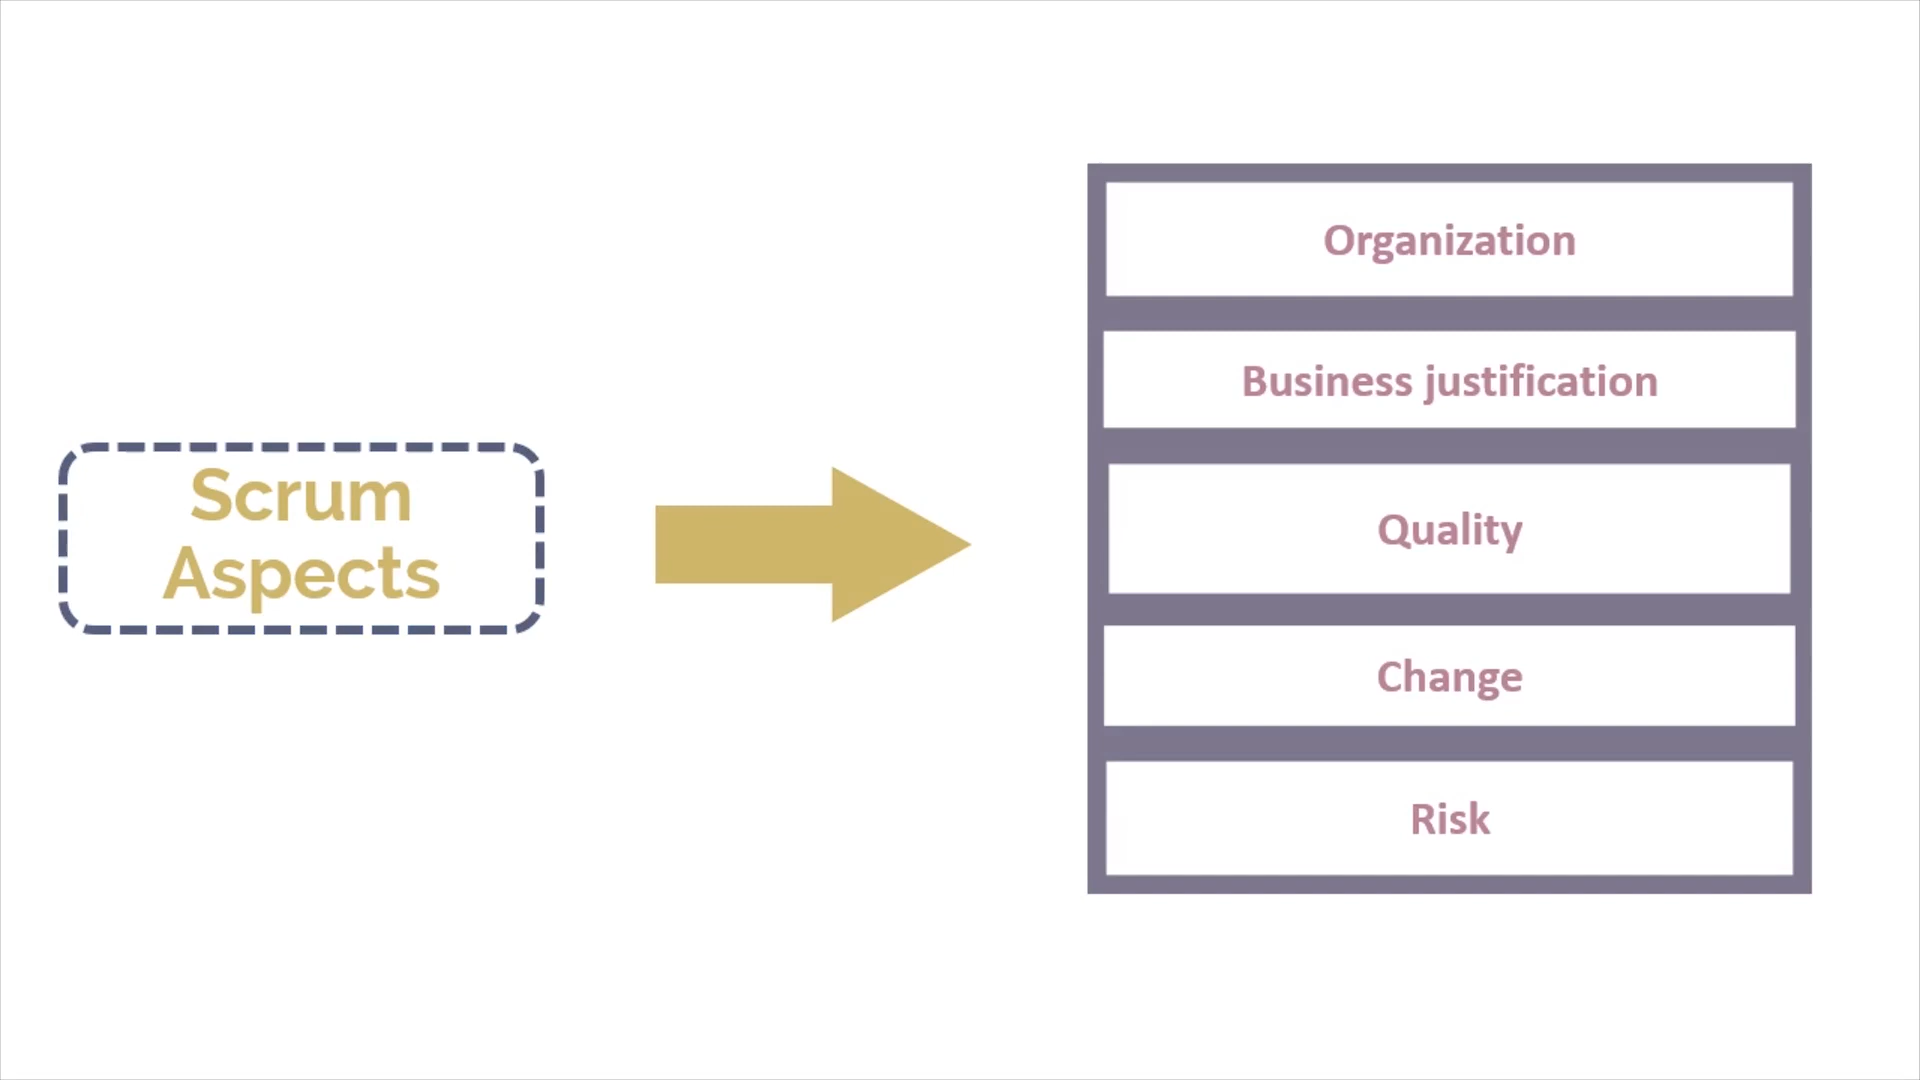 Scrum
Aspects
Organization
Business justification
Quality
Change
Risk